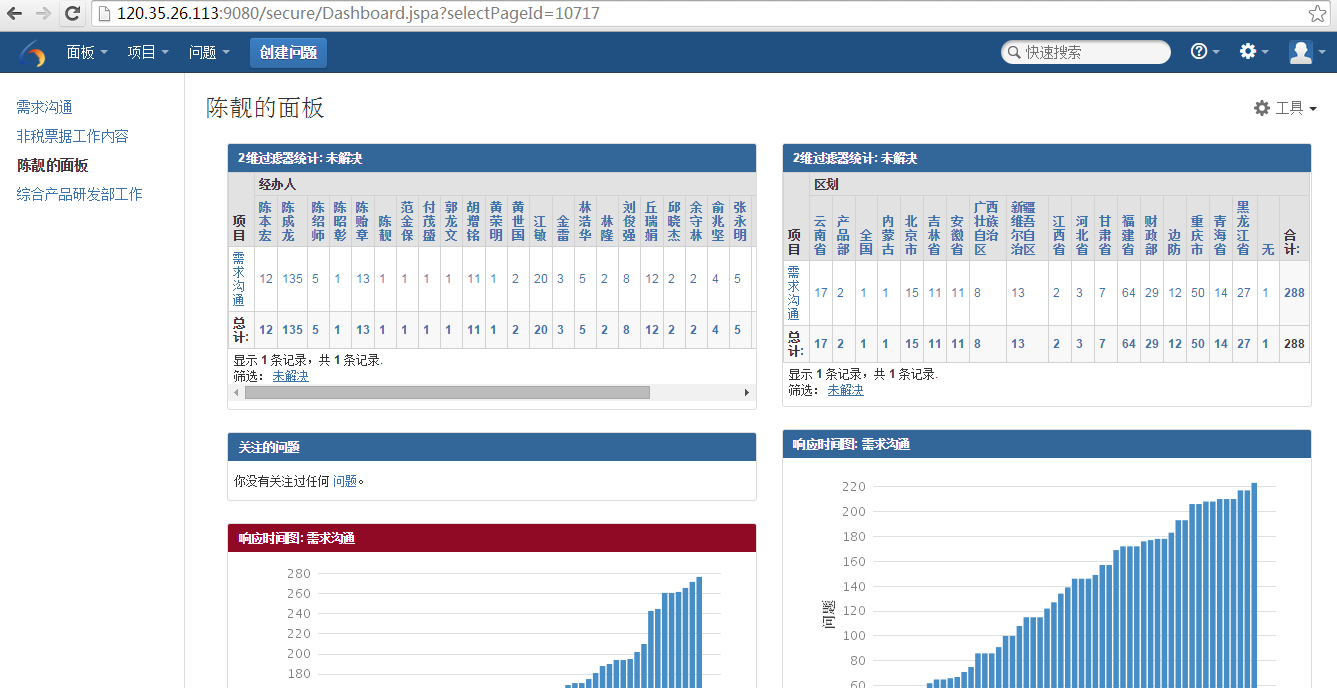 120.35.26.113:9080/secure/Dashboard.jspa?selectPageId=10717
面板 项目 问题 创建问题 快速搜索
需求沟通
非税票据工作内容
陈靓的面板
综合产品研发部工作
陈靓的面板
工具
2维过滤器统计: 未解决
经办人
项目 陈本宏 陈成龙 陈绍师 陈昭彰 陈贻章 陈靓 范金保 付茂盛 郭龙文 胡增铭 黄荣明 黄世国 江敏 金雷 林浩华 林隆 刘俊强 丘瑞娟 邱晓杰 余守林 俞兆坚 张永明
需求沟通 12 135 5 1 13 1 1 1 1 11 1 2 20 3 5 2 8 12 2 2 4 5
总计: 12 135 5 1 13 1 1 1 1 11 1 2 20 3 5 2 8 12 2 2 4 5
显示 1 条记录，共 1 条记录.
筛选： 未解决
2维过滤器统计: 未解决
区划
项目 云南省 产品部 全国 内蒙古 北京市 吉林省 安徽省 广西壮族自治区 新疆维吾尔自治区 江西省 河北省 甘肃省 福建省 财政部 边防 重庆市 青海省 黑龙江省 无 合计:
需求沟通 17 2 1 1 15 11 11 8 13 2 3 7 64 29 12 50 14 27 1 288
总计: 17 2 1 1 15 11 11 8 13 2 3 7 64 29 12 50 14 27 1 288
显示 1 条记录，共 1 条记录.
筛选： 未解决
关注的问题
你没有关注过任何 问题。
响应时间图: 需求沟通
280
260
240
220
200
180
响应时间图: 需求沟通
220
200
180
160
140
120
100
80
60
问题